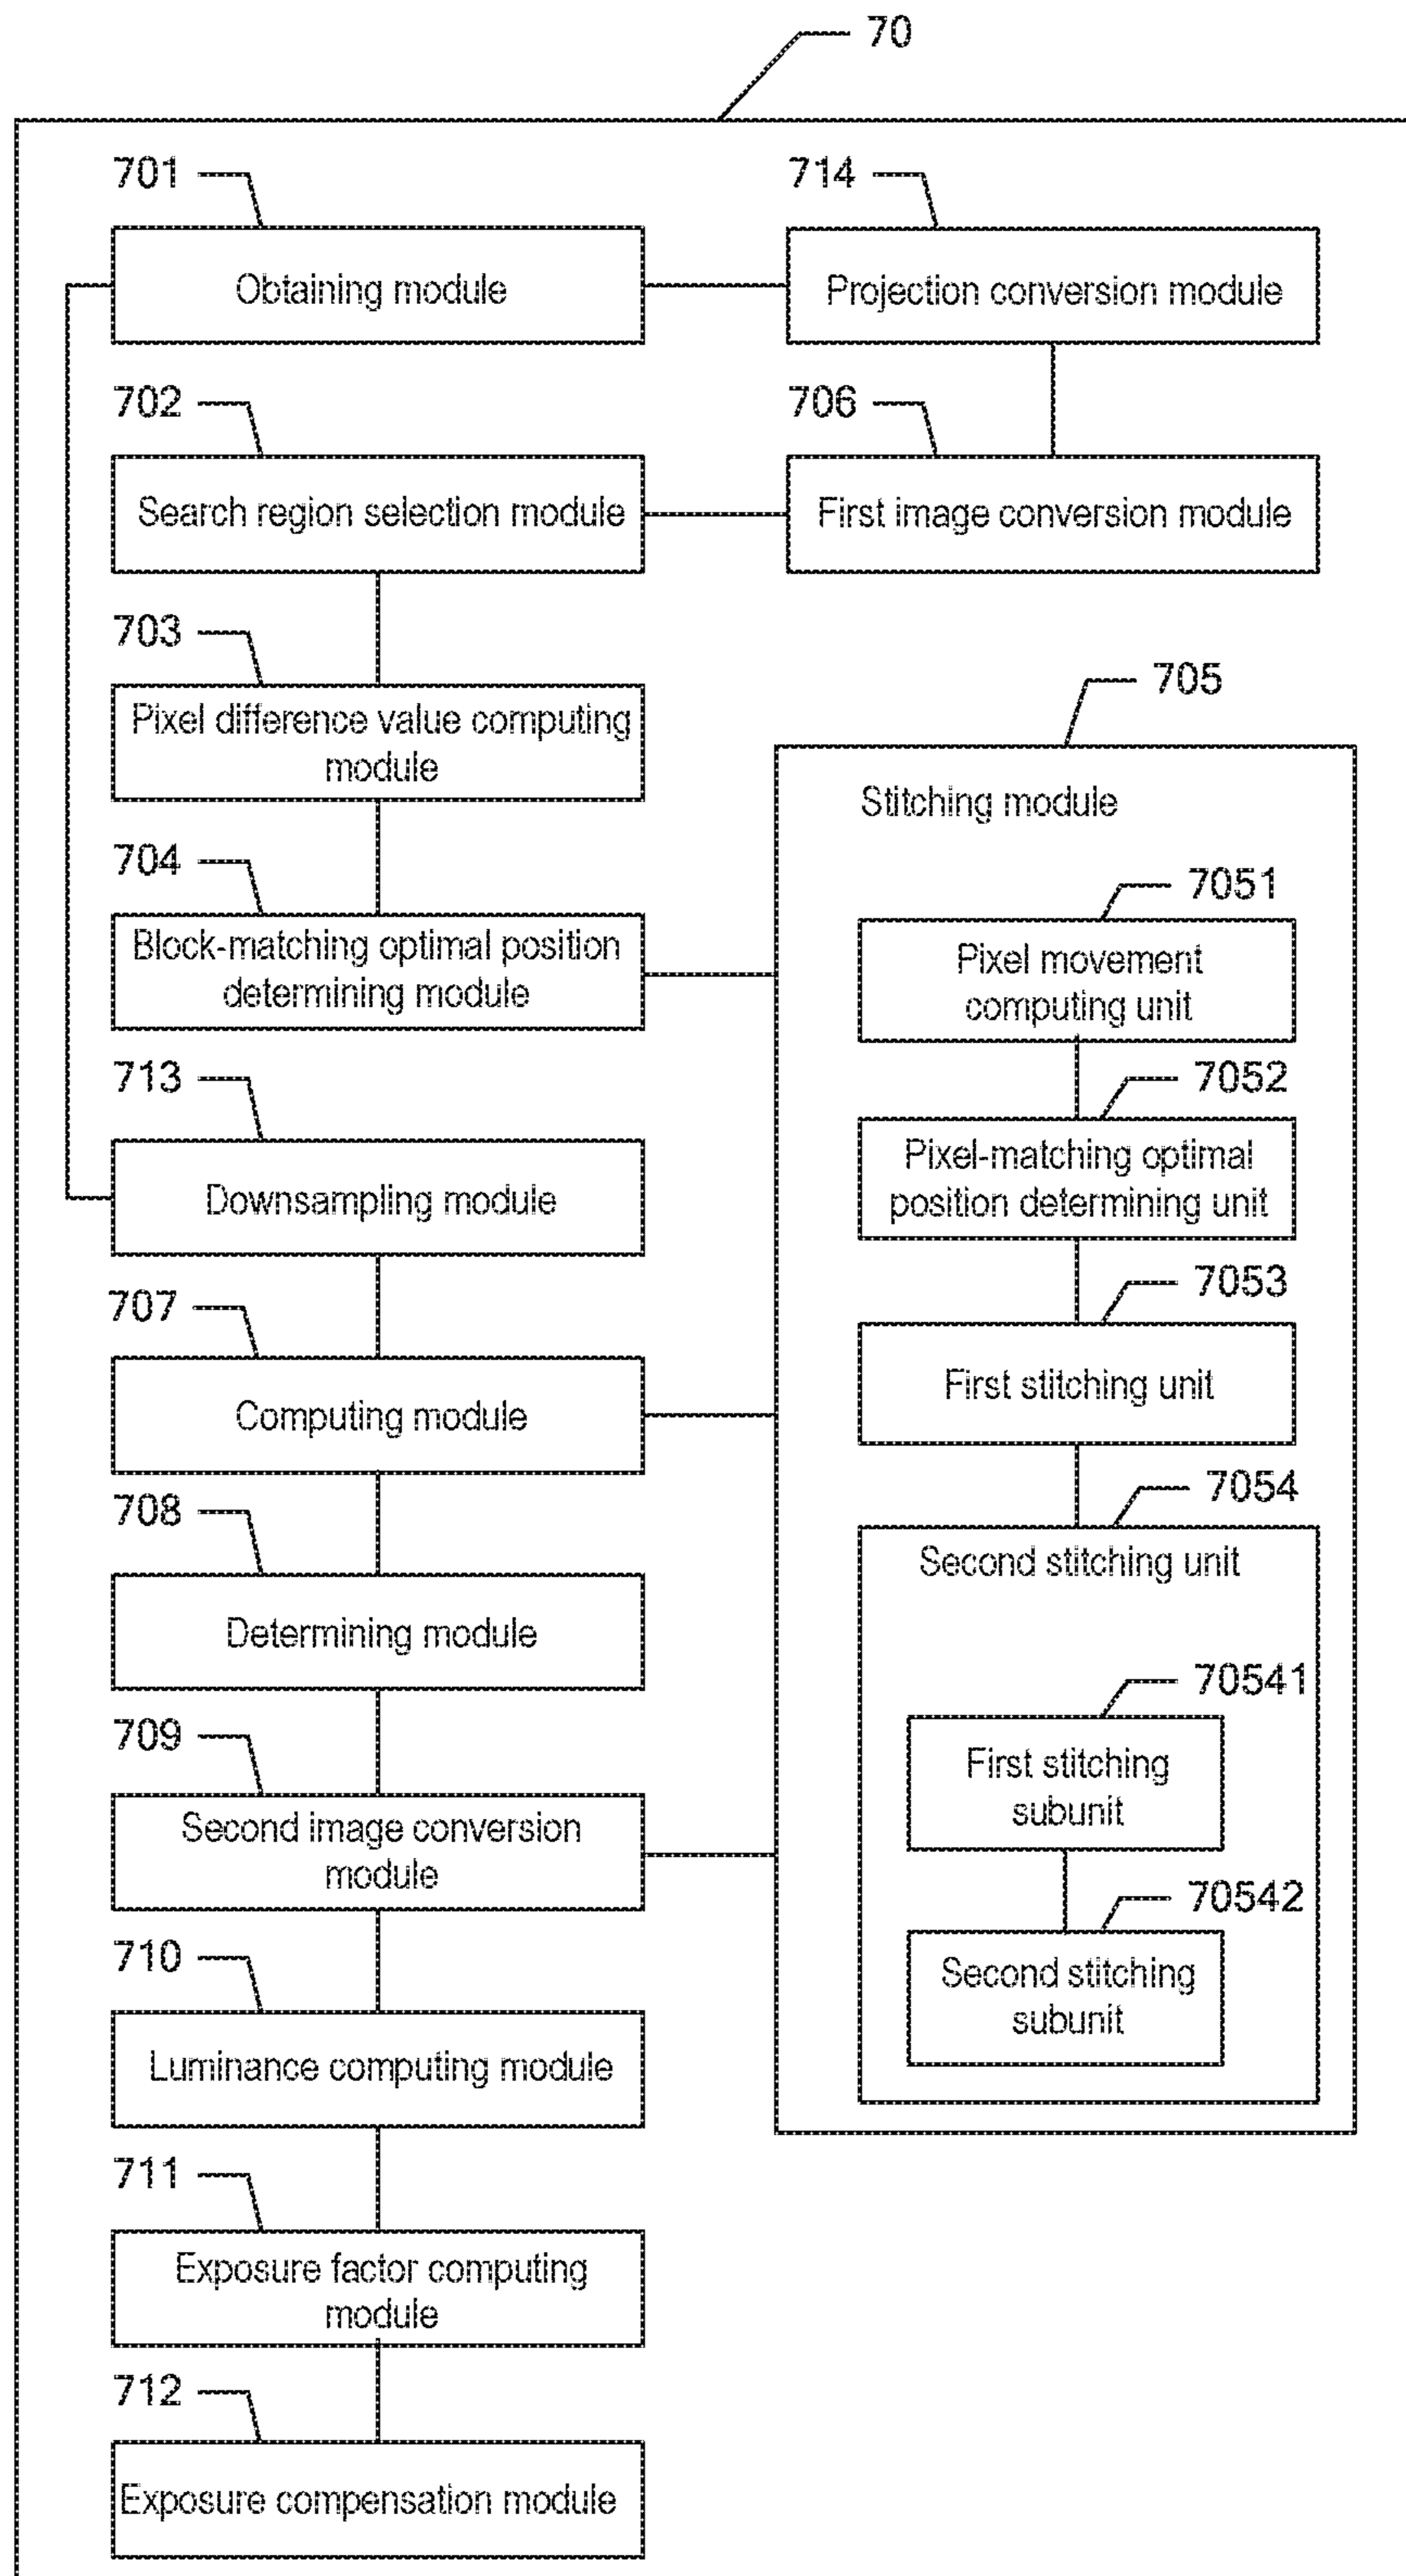 70
701
714
Obtaining module
Projection conversion module
702
706
Search region selection module
First image conversion module
703
Pixel difference value computing
module
705
Stitching module
704
Block-matching optimal position
determining module
7051
Pixel movement
computing unit
713
Downsampling module
7052
Pixel-matching optimal
position determining unit
707
Computing module
7053
First stitching unit
708
Determining module
7054
Second stitching unit
709
Second image conversion
module
70541
First stitching
subunit
710
Luminance computing module
70542
Second stitching
subunit
711
Exposure factor computing
module
712
Exposure compensation module